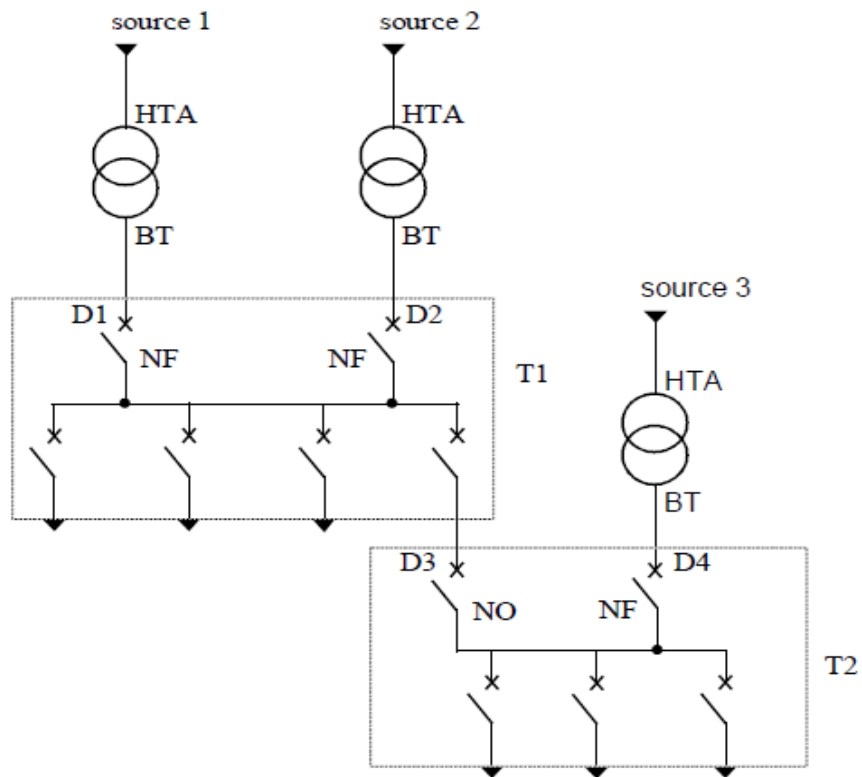 source 1
source 2
HTA
HTA
BT
BT
source 3
D1
D2
NF
NF
T1
HTA
BT
D3
D4
NO
NF
T2